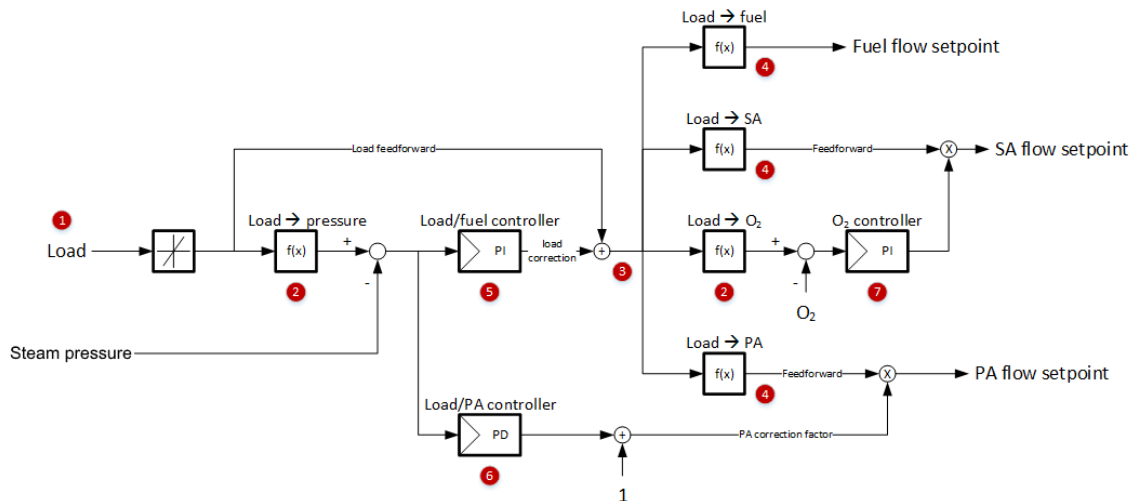 Load → fuel
f(x)
4
Fuel flow setpoint
Load → SA
f(x)
4
Feedforward
X
SA flow setpoint
Load feedforward
1
Load
Load → pressure
f(x)
2
+
-
Load/fuel controller
PI
5
load
correction
+
3
Load → O₂
f(x)
2
+
-
O₂
O₂ controller
PI
7
Steam pressure
Load → PA
f(x)
4
Feedforward
X
PA flow setpoint
Load/PA controller
PD
6
+
1
PA correction factor